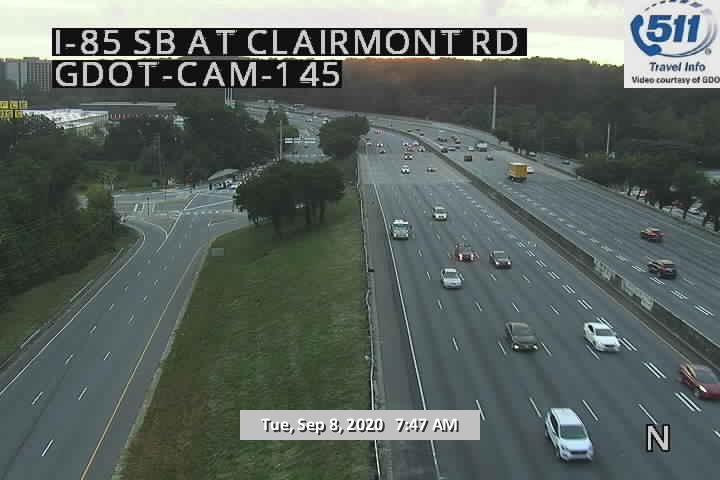 I-85 SB AT CLAIRMONT RD
GDOT-CAM-145
511
Travel Info
Video courtesy of GDO
Tue, Sep 8, 2020 7:47 AM
N